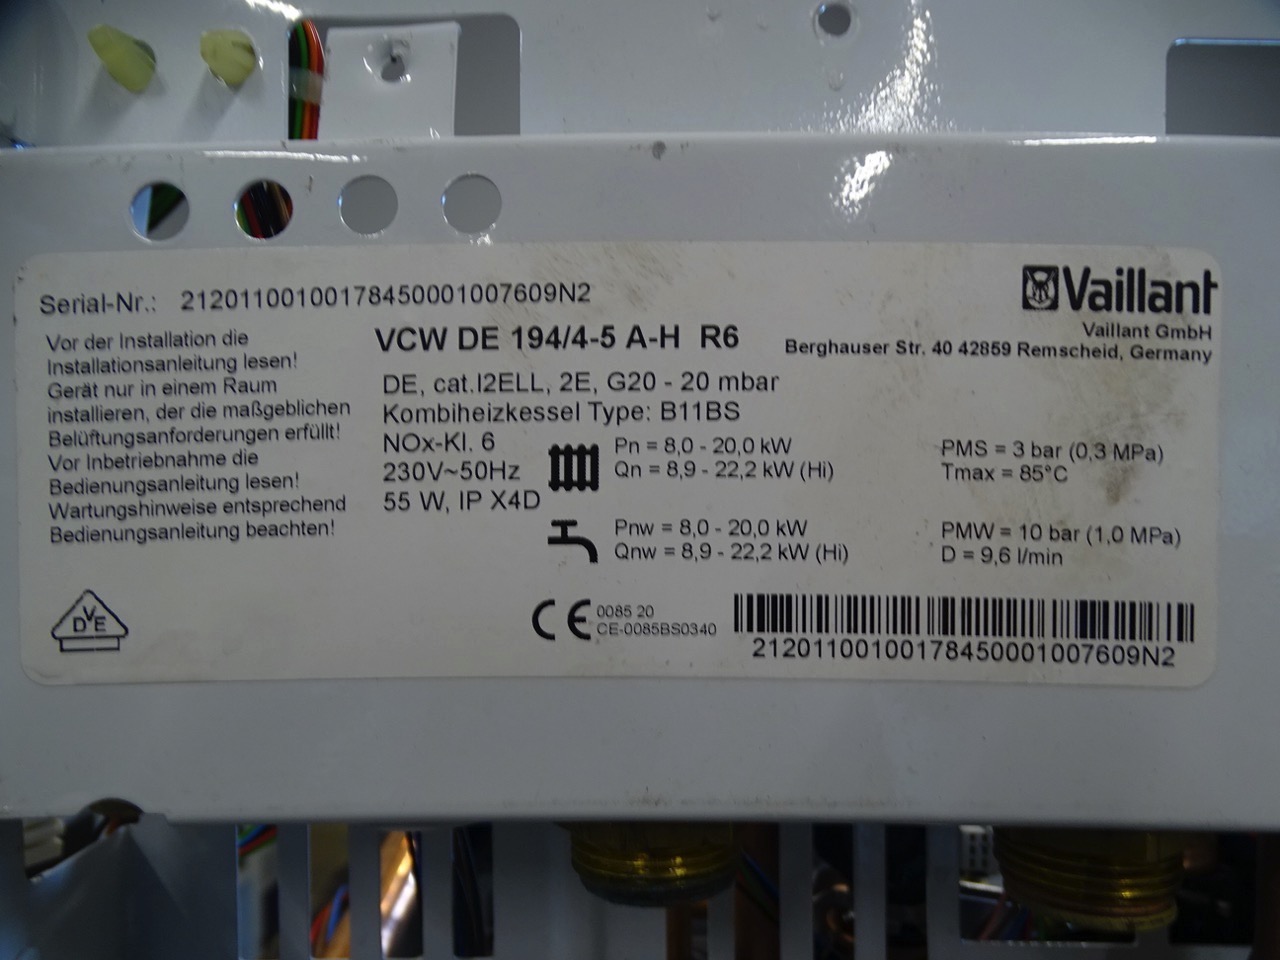 Serial-Nr.: 21201100100178450001007609N2
Vaillant
Vaillant GmbH
Berghauser Str. 40 42859 Remscheid, Germany
Vor der Installation die
Installationsanleitung lesen!
Gerät nur in einem Raum
installieren, der die maßgeblichen
Belüftungsanforderungen erfüllt!
Vor Inbetriebnahme die
Bedienungsanleitung lesen!
Wartungshinweise entsprechend
Bedienungsanleitung beachten!
VCW DE 194/4-5 A-H R6
DE, cat.I2ELL, 2E, G20 - 20 mbar
Kombiheizkessel Type: B11BS
NOx-Kl. 6
230V~50Hz
55 W, IP X4D
Pn = 8,0 - 20,0 kW
Qn = 8,9 - 22,2 kW (Hi)
PMS = 3 bar (0,3 MPa)
Tmax = 85°C
Pnw = 8,0 - 20,0 kW
Qnw = 8,9 - 22,2 kW (Hi)
PMW = 10 bar (1,0 MPa)
D = 9,6 l/min
DVE
CE 0085 20
CE-0085BS0340
21201100100178450001007609N2